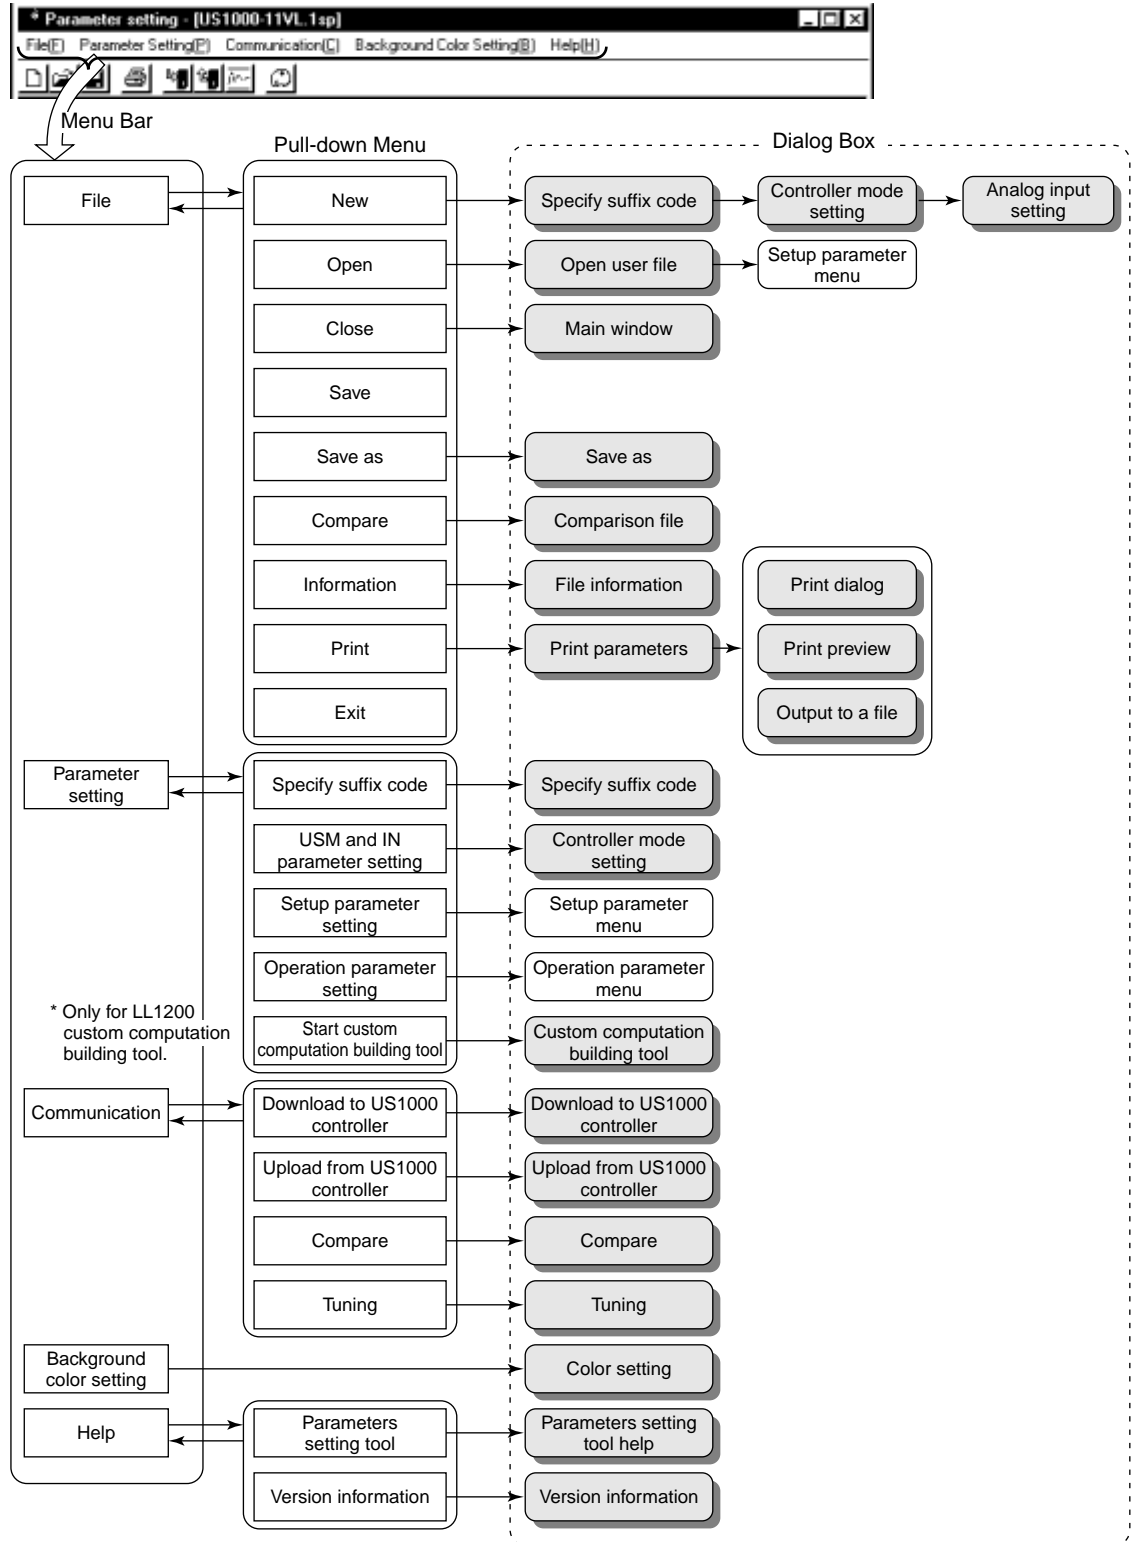 Parameter setting - [US1000-11VL.1sp]
File(F) Parameter Setting(P) Communication(C) Background Color Setting(B) Help(H)
Menu Bar
Pull-down Menu
Dialog Box
File
New
Specify suffix code
Controller mode
setting
Analog input
setting
Open
Open user file
Setup parameter
menu
Close
Main window
Save
Save as
Save as
Compare
Comparison file
Information
File information
Print dialog
Print
Print parameters
Print preview
Exit
Output to a file
Parameter
setting
Specify suffix code
Specify suffix code
USM and IN
parameter setting
Controller mode
setting
Setup parameter
setting
Setup parameter
menu
Operation parameter
setting
Operation parameter
menu
* Only for LL1200
custom computation
building tool.
Start custom
computation building tool
Custom computation
building tool
Communication
Download to US1000
controller
Download to US1000
controller
Upload from US1000
controller
Upload from US1000
controller
Compare
Compare
Tuning
Tuning
Background
color setting
Color setting
Help
Parameters
setting tool
Parameters setting
tool help
Version information
Version information